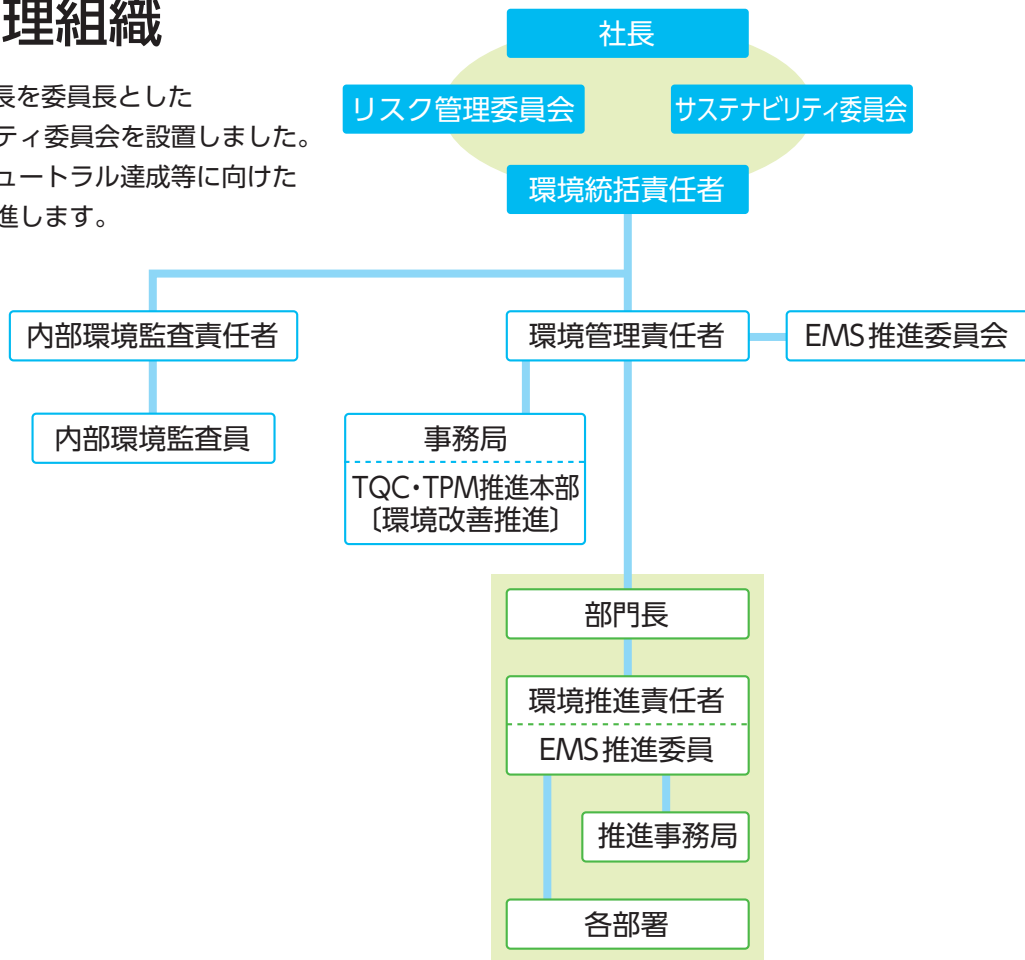 理組織
長を委員長とした
ティ委員会を設置しました。
ュートラル達成等に向けた
進します。
社長
リスク管理委員会
サステナビリティ委員会
環境統括責任者
内部環境監査責任者
環境管理責任者
EMS推進委員会
内部環境監査員
事務局
TQC・TPM推進本部
〔環境改善推進〕
部門長
環境推進責任者
EMS推進委員
推進事務局
各部署